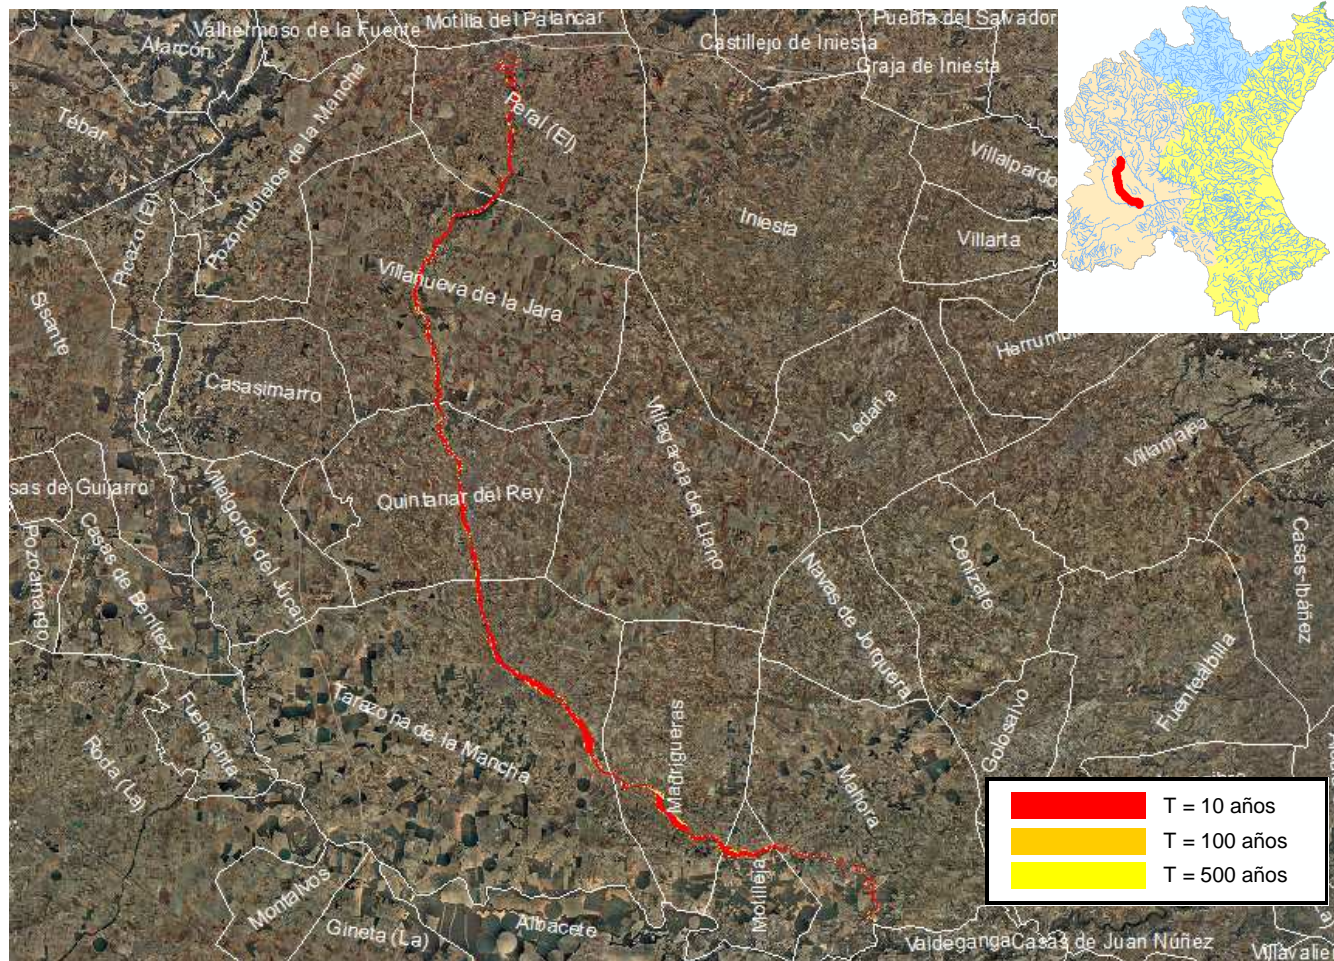 Motilla del Palancar
Puebla del Salvador
Valhermoso de la Fuente
Alarcón
Castillejo de Iniesta
Graja de Iniesta
Tébar
Peral (El)
Pozorrubielos de la Mancha
Villalpardo
Picazo (El)
Iniesta
Villarta
Villanueva de la Jara
Sisante
Casasimarro
Ledaña
Villamalea
Villagarcía del Llano
sas de Guijarro
Quintanar del Rey
Villalgordo del Júcar
Casas de Benítez
Pozoamargo
Casas-Ibáñez
Cenizate
Navas de Jorquera
Fuentealbilla
Golosalvo
Tarazona de la Mancha
Fuensanta
Roda (La)
Madrigueras
Mahora
T = 10 años
T = 100 años
T = 500 años
Motilleja
Montalvos
Gineta (La)
Albacete
Valdeganga
Casas de Juan Núñez